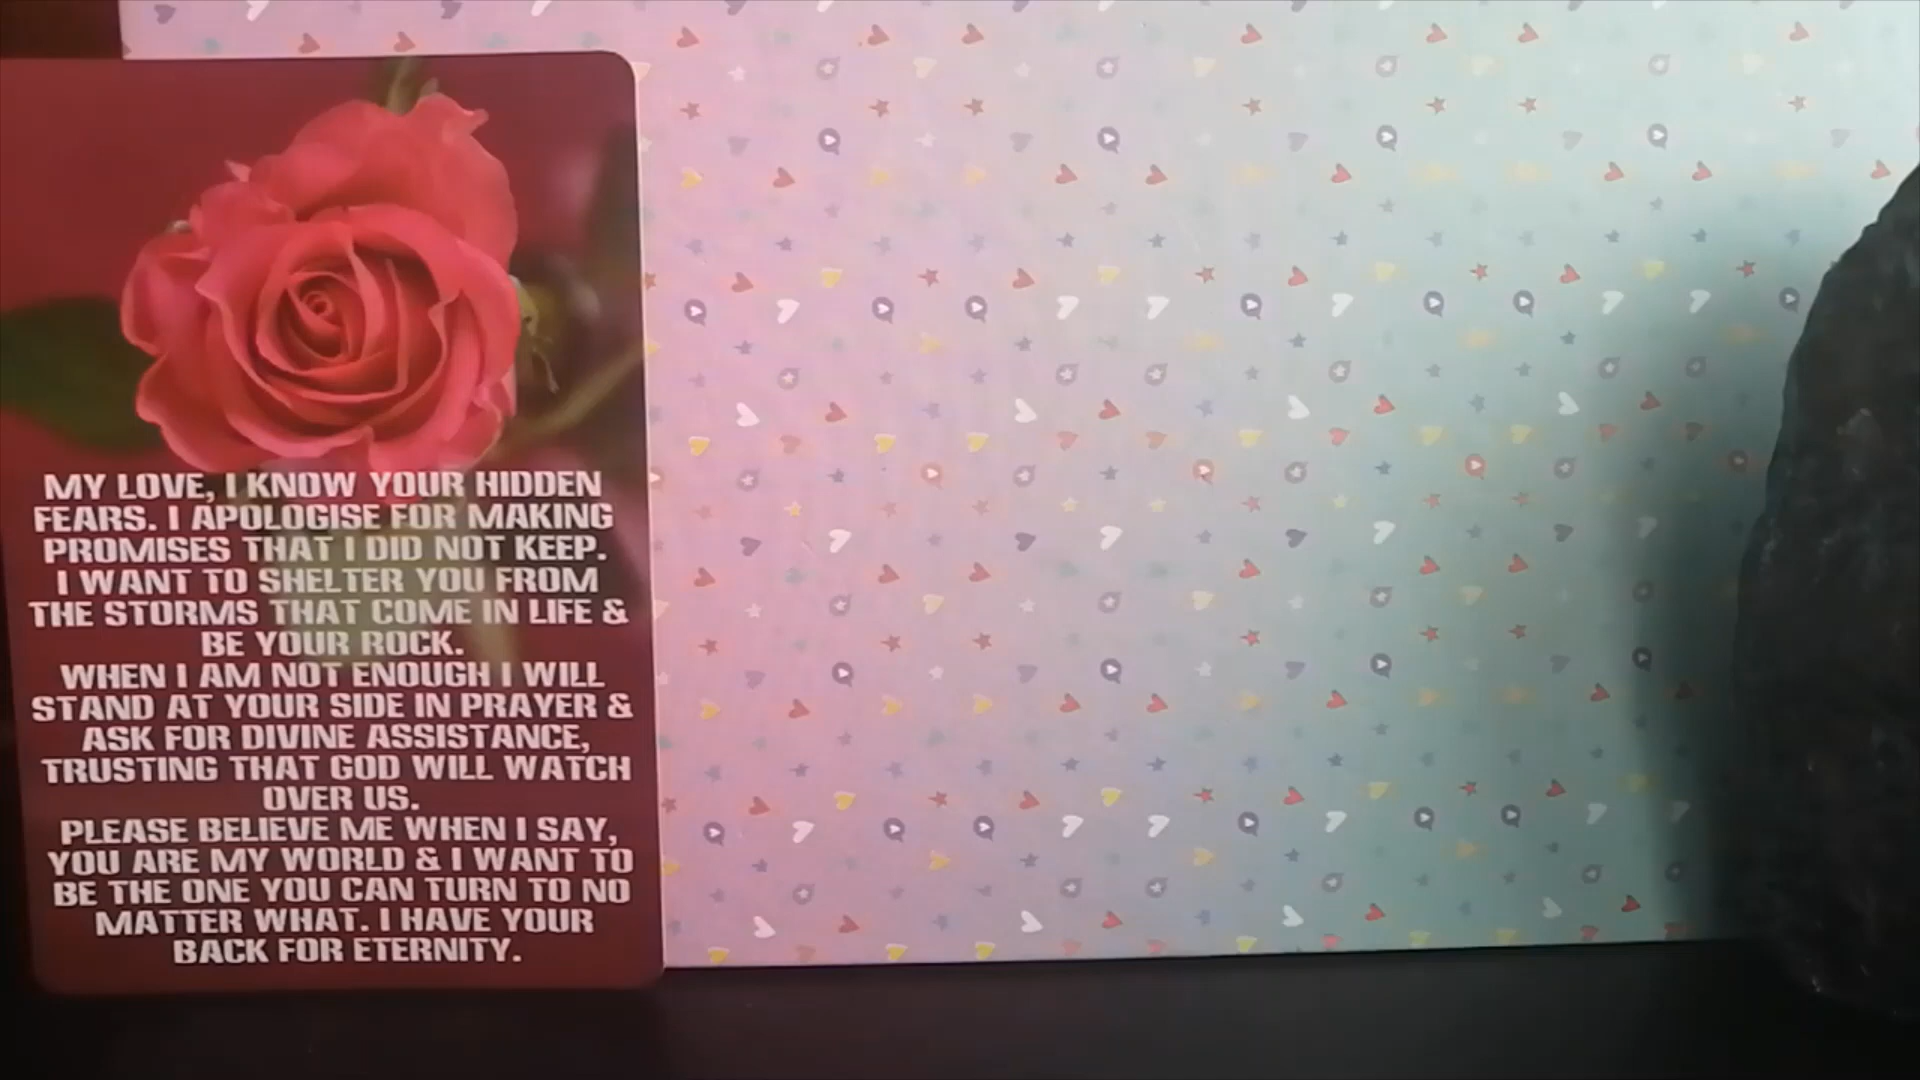 MY LOVE, I KNOW YOUR HIDDEN
FEARS. I APOLOGISE FOR MAKING
PROMISES THAT I DID NOT KEEP.
I WANT TO SHELTER YOU FROM
THE STORMS THAT COME IN LIFE &
BE YOUR ROCK.
WHEN I AM NOT ENOUGH I WILL
STAND AT YOUR SIDE IN PRAYER &
ASK FOR DIVINE ASSISTANCE,
TRUSTING THAT GOD WILL WATCH
OVER US.
PLEASE BELIEVE ME WHEN I SAY,
YOU ARE MY WORLD & I WANT TO
BE THE ONE YOU CAN TURN TO NO
MATTER WHAT. I HAVE YOUR
BACK FOR ETERNITY.